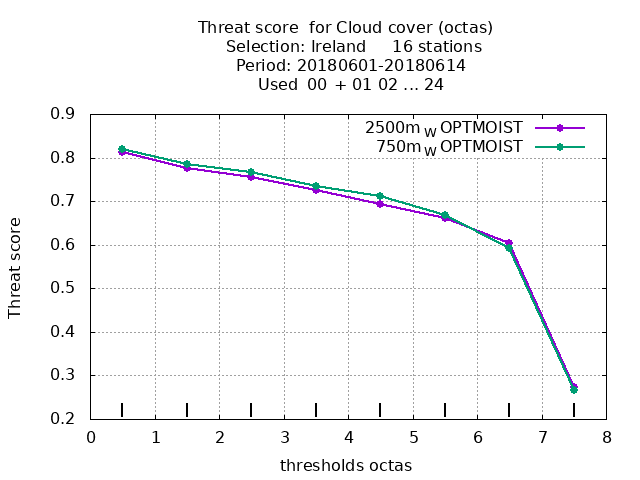 Threat score for Cloud cover (octas)
Selection: Ireland 16 stations
Period: 20180601-20180614
Used 00 + 01 02 ... 24
2500m W OPTMOIST
750m W OPTMOIST
0.9
0.8
0.7
0.6
0.5
0.4
0.3
0.2
Threat score
0 1 2 3 4 5 6 7 8
thresholds octas